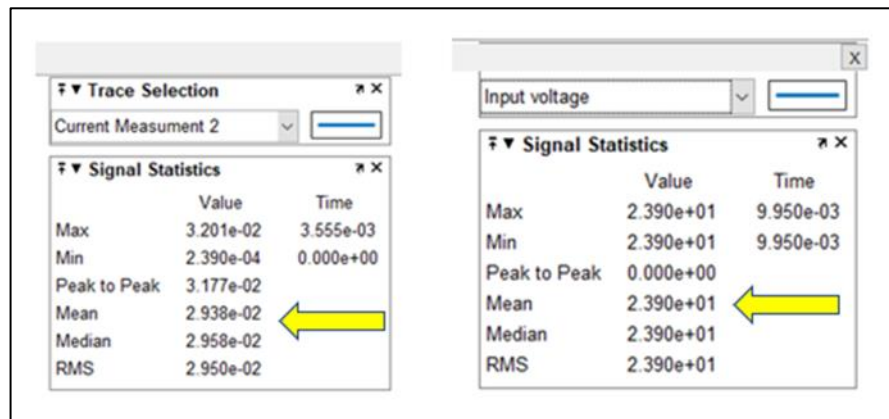 Trace Selection
Current Measument 2
Signal Statistics
Value Time
Max 3.201e-02 3.555e-03
Min 2.390e-04 0.000e+00
Peak to Peak 3.177e-02
Mean 2.938e-02
Median 2.958e-02
RMS 2.950e-02
X
Input voltage
Signal Statistics
Value Time
Max 2.390e+01 9.950e-03
Min 2.390e+01 9.950e-03
Peak to Peak 0.000e+00
Mean 2.390e+01
Median 2.390e+01
RMS 2.390e+01